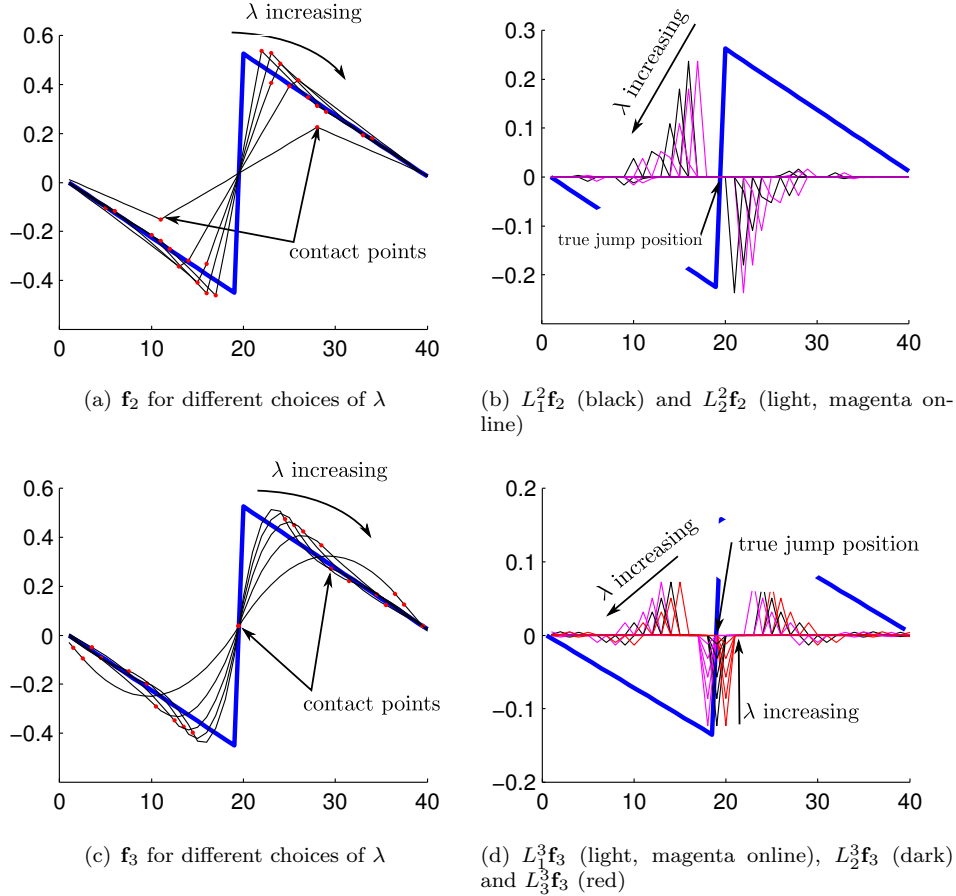 λ increasing
0.6
0.4
0.2
0
−0.2
−0.4
contact points
0 10 20 30 40
(a) f₂ for different choices of λ
λ increasing
0.3
0.2
0.1
0
−0.1
−0.2
true jump position
0 10 20 30 40
(b) L₁²f₂ (black) and L₂²f₂ (light, magenta on-
line)
λ increasing
0.6
0.4
0.2
0
−0.2
−0.4
contact points
0 10 20 30 40
(c) f₃ for different choices of λ
0.2
0.1
0
−0.1
−0.2
λ increasing
true jump position
λ increasing
0 10 20 30 40
(d) L₁³f₃ (light, magenta online), L₂³f₃ (dark)
and L₃³f₃ (red)